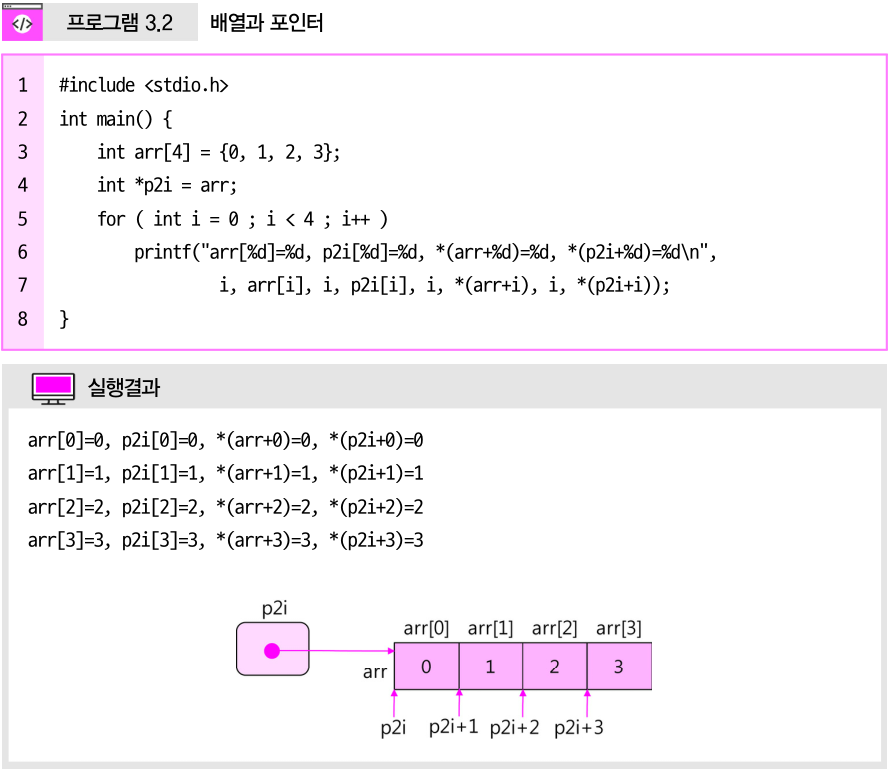 </> 프로그램 3.2 배열과 포인터
1 #include <stdio.h>
2 int main() {
3 int arr[4] = {0, 1, 2, 3};
4 int *p2i = arr;
5 for ( int i = 0 ; i < 4 ; i++ )
6 printf("arr[%d]=%d, p2i[%d]=%d, *(arr+%d)=%d, *(p2i+%d)=%d\n",
7 i, arr[i], i, p2i[i], i, *(arr+i), i, *(p2i+i));
8 }
실행결과
arr[0]=0, p2i[0]=0, *(arr+0)=0, *(p2i+0)=0
arr[1]=1, p2i[1]=1, *(arr+1)=1, *(p2i+1)=1
arr[2]=2, p2i[2]=2, *(arr+2)=2, *(p2i+2)=2
arr[3]=3, p2i[3]=3, *(arr+3)=3, *(p2i+3)=3
p2i
arr[0] arr[1] arr[2] arr[3]
arr 0 1 2 3
p2i p2i+1 p2i+2 p2i+3